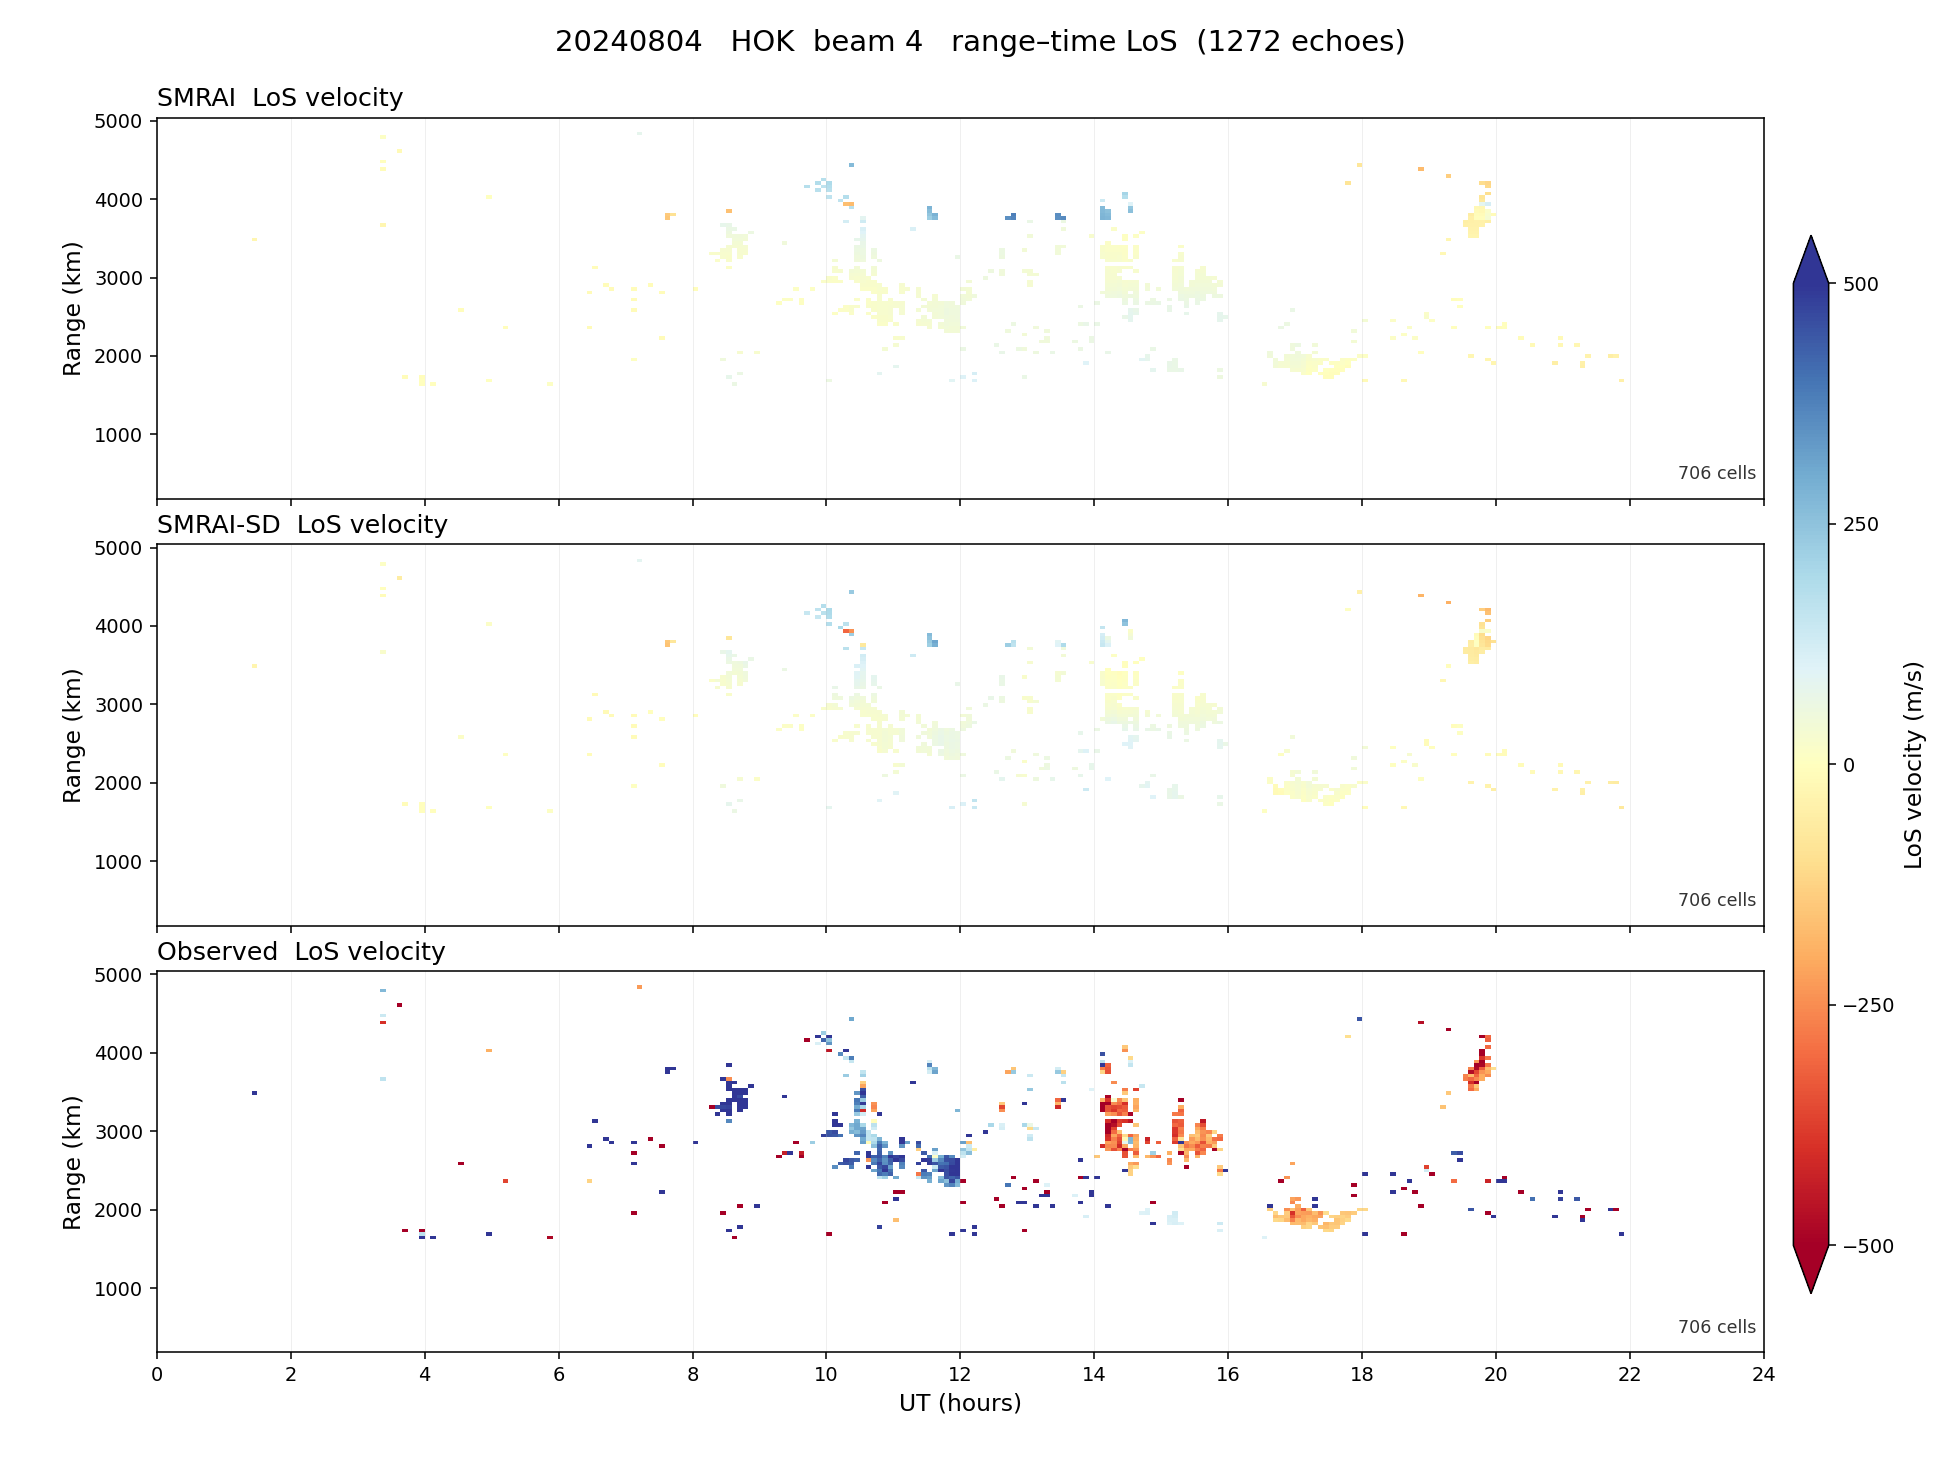 20240804   HOK  beam 4   range–time LoS  (1272 echoes)
SMRAI  LoS velocity
5000
4000
3000
2000
1000
Range (km)
706 cells
SMRAI-SD  LoS velocity
5000
4000
3000
2000
1000
Range (km)
706 cells
Observed  LoS velocity
5000
4000
3000
2000
1000
Range (km)
706 cells
0 2 4 6 8 10 12 14 16 18 20 22 24
UT (hours)
500
250
0
−250
−500
LoS velocity (m/s)